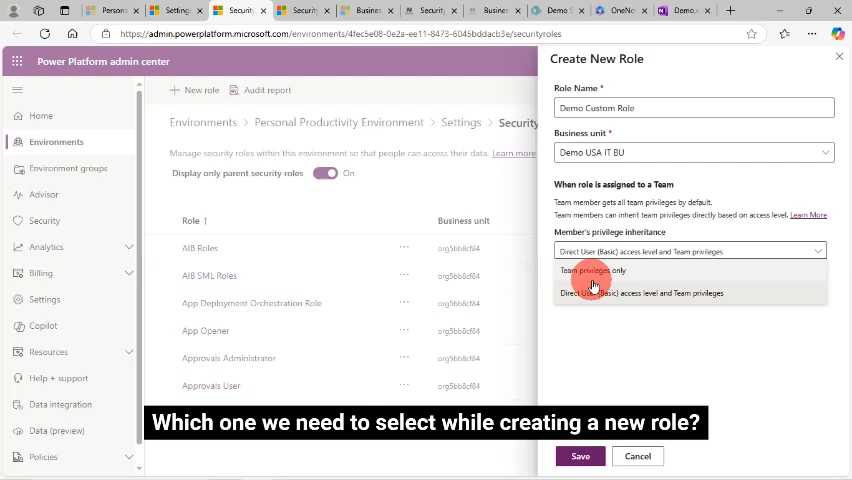 Persona
Settings
Security
Security
Busines
Security
Busines
Demo S
OneNot
Demo.c
https://admin.powerplatform.microsoft.com/environments/4fec5e08-0e2a-ee11-8473-6045bddacb3e/securityroles
Power Platform admin center
Home
Environments
Environment groups
Advisor
Security
Analytics
Billing
Settings
Copilot
Resources
Help + support
Data integration
Data (preview)
Policies
New role
Audit report
Environments > Personal Productivity Environment > Settings > Security
Manage security roles within this environment so that people can access their data. Learn more
Display only parent security roles On
Role ↑ Business unit
AIB Roles ... org5bb8cf84
AIB SML Roles ... org5bb8cf84
App Deployment Orchestration Role ... org5bb8cf84
App Opener ... org5bb8cf84
Approvals Administrator ... org5bb8cf84
Approvals User ... org5bb8cf84
Create New Role
Role Name *
Demo Custom Role
Business unit *
Demo USA IT BU
When role is assigned to a Team
Team member gets all team privileges by default.
Team members can inherit team privileges directly based on access level. Learn More
Member's privilege inheritance
Direct User (Basic) access level and Team privileges
Team privileges only
Direct User (Basic) access level and Team privileges
Which one we need to select while creating a new role?
Save
Cancel